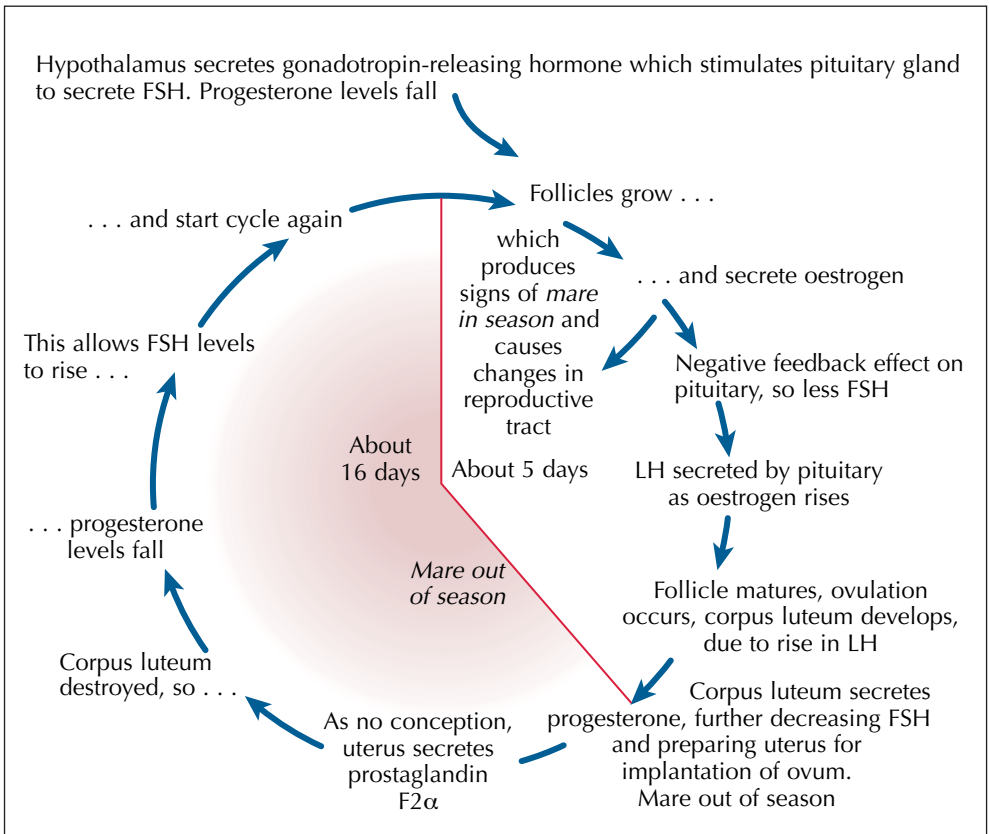 Hypothalamus secretes gonadotropin-releasing hormone which stimulates pituitary gland
to secrete FSH. Progesterone levels fall
Follicles grow . . .
which
produces
signs of mare
in season and
causes
changes in
reproductive
tract
. . . and secrete oestrogen
Negative feedback effect on
pituitary, so less FSH
LH secreted by pituitary
as oestrogen rises
Follicle matures, ovulation
occurs, corpus luteum develops,
due to rise in LH
Corpus luteum secretes
progesterone, further decreasing FSH
and preparing uterus for
implantation of ovum.
Mare out of season
As no conception,
uterus secretes
prostaglandin
F2α
Corpus luteum
destroyed, so . . .
. . . progesterone
levels fall
This allows FSH levels
to rise . . .
. . . and start cycle again
About
16 days
About 5 days
Mare out
of season